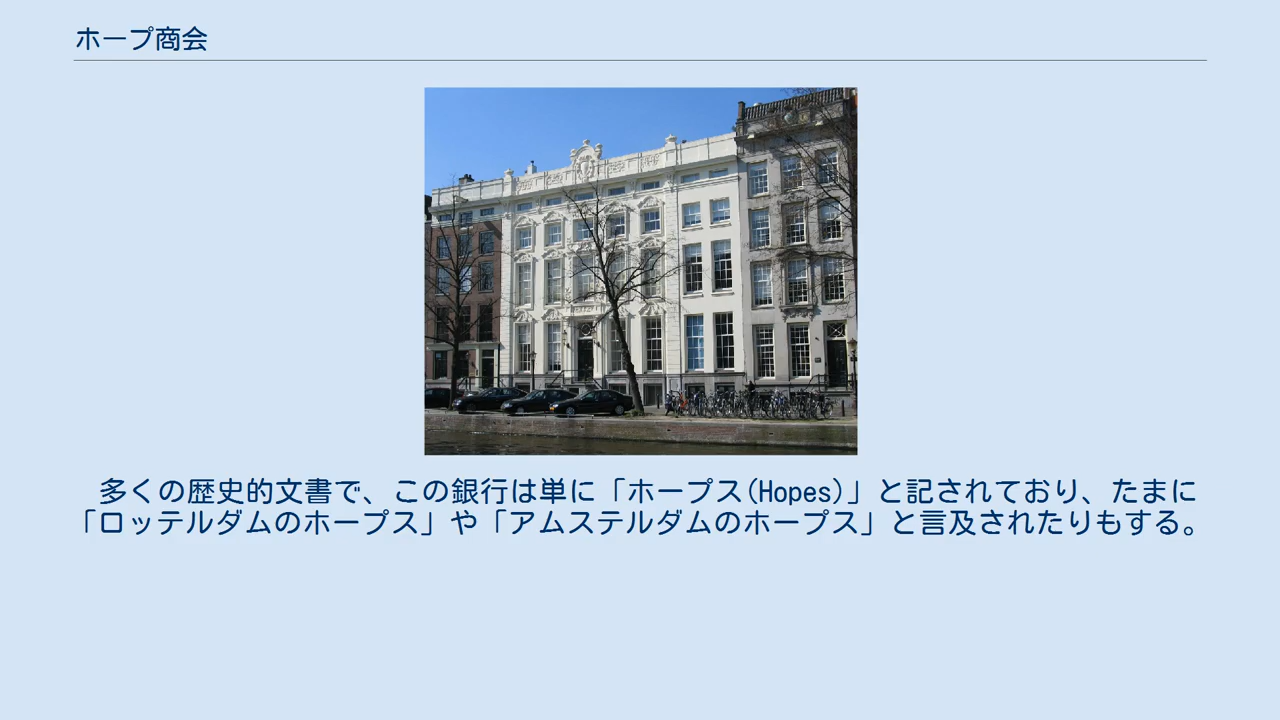 ホープ商会
多くの歴史的文書で、この銀行は単に「ホープス(Hopes)」と記されており、たまに
「ロッテルダムのホープス」や「アムステルダムのホープス」と言及されたりもする。